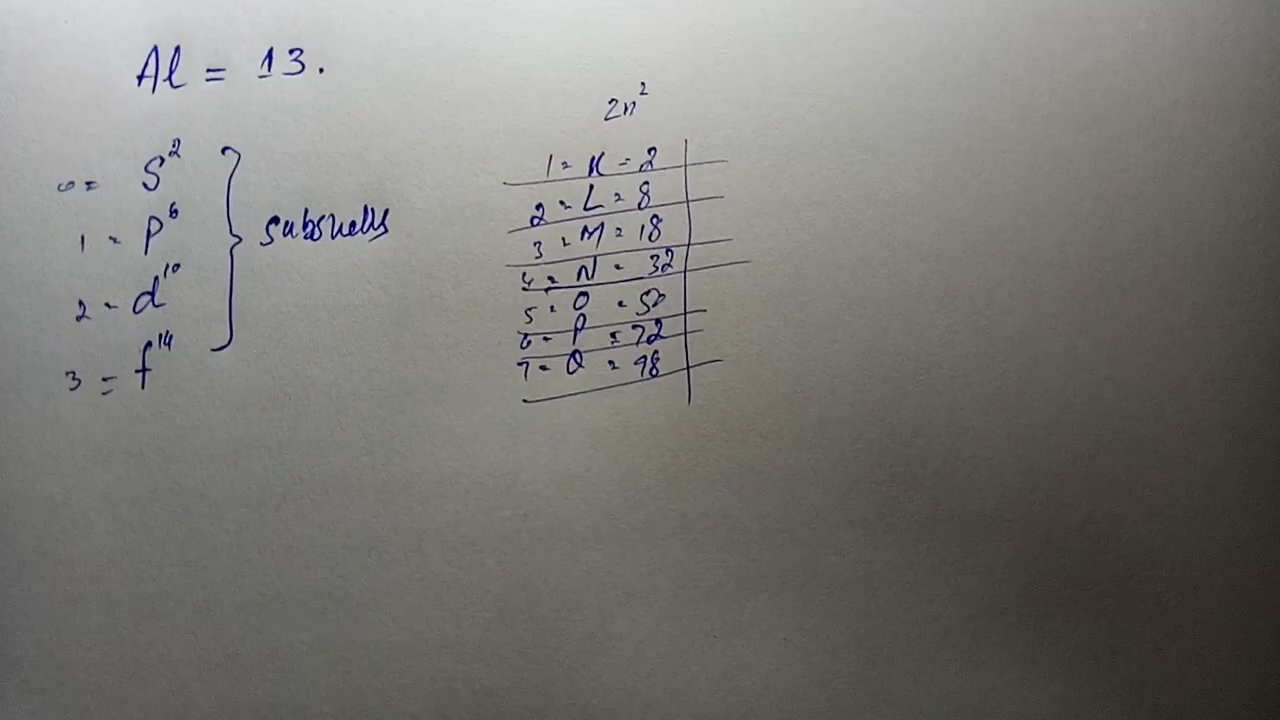 Al = 13.
0 = S²
1 = p⁶
2 = d¹⁰
3 = f¹⁴
subshells
2n²
1 = K = 2
2 = L = 8
3 = M = 18
4 = N = 32
5 = O = 50
6 = P = 72
7 = Q = 98